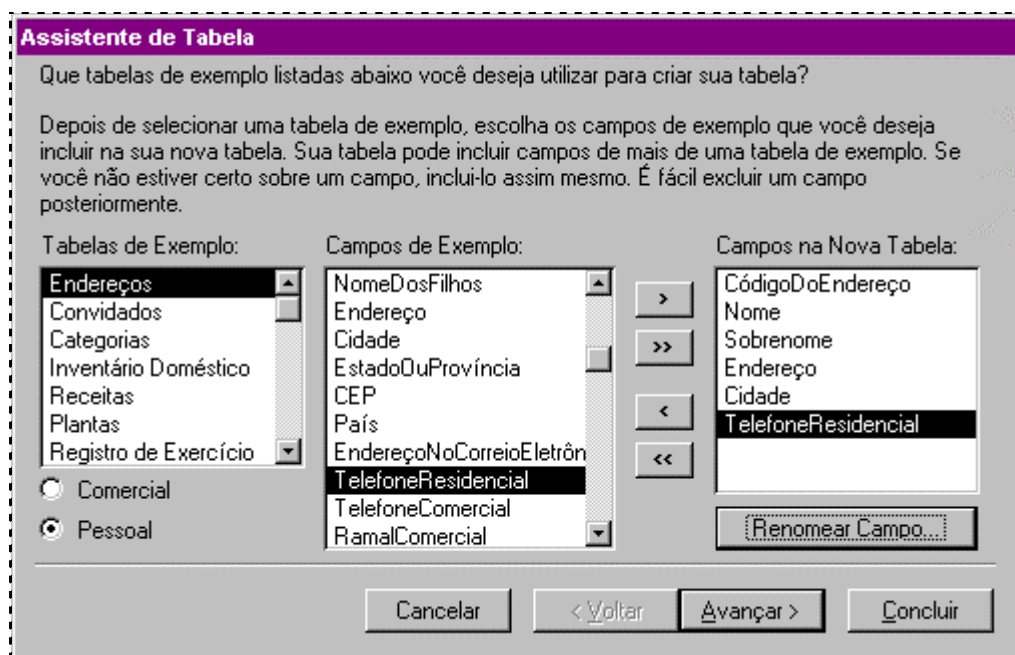 Assistente de Tabela
Que tabelas de exemplo listadas abaixo você deseja utilizar para criar sua tabela?
Depois de selecionar uma tabela de exemplo, escolha os campos de exemplo que você deseja
incluir na sua nova tabela. Sua tabela pode incluir campos de mais de uma tabela de exemplo. Se
você não estiver certo sobre um campo, inclui-lo assim mesmo. É fácil excluir um campo
posteriormente.
Tabelas de Exemplo:
Endereços
Convidados
Categorias
Inventário Doméstico
Receitas
Plantas
Registro de Exercício
Comercial
Pessoal
Campos de Exemplo:
NomeDosFilhos
Endereço
Cidade
EstadoOuProvíncia
CEP
País
EndereçoNoCorreioEletrôn
TelefoneResidencial
TelefoneComercial
RamalComercial
>
>>
<
<<
Campos na Nova Tabela:
CódigoDoEndereço
Nome
Sobrenome
Endereço
Cidade
TelefoneResidencial
Renomear Campo...
Cancelar
< Voltar
Avançar >
Concluir